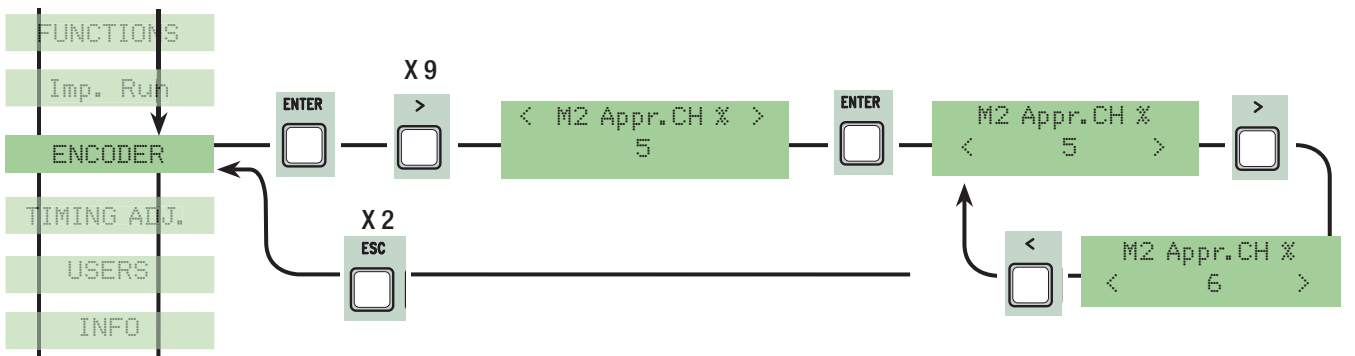 FUNCTIONS
Imp. Run
ENCODER
TIMING ADJ.
USERS
INFO
ENTER
X 9
>
< M2 Appr.CH % >
5
ENTER
M2 Appr.CH %
< 5 >
>
X 2
ESC
<
M2 Appr.CH %
< 6 >